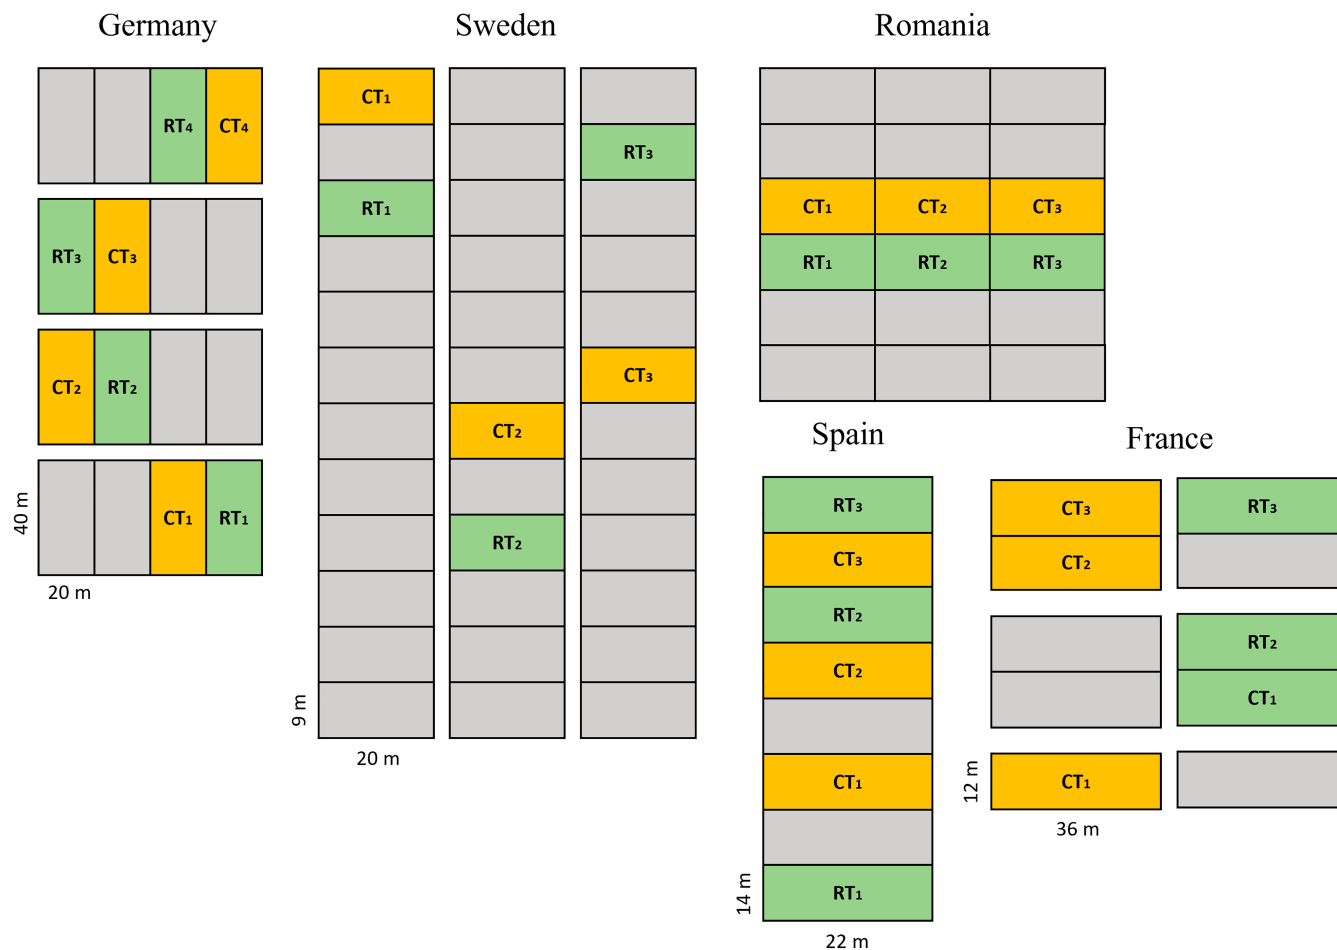 Germany
RT₄ CT₄
RT₃ CT₃
CT₂ RT₂
CT₁ RT₁
40 m
20 m
Sweden
CT₁
RT₃
RT₁
CT₃
CT₂
RT₂
9 m
20 m
Romania
CT₁ CT₂ CT₃
RT₁ RT₂ RT₃
Spain
RT₃
CT₃
RT₂
CT₂
CT₁
RT₁
14 m
22 m
France
CT₃ RT₃
CT₂
RT₂
CT₁
CT₁
12 m
36 m